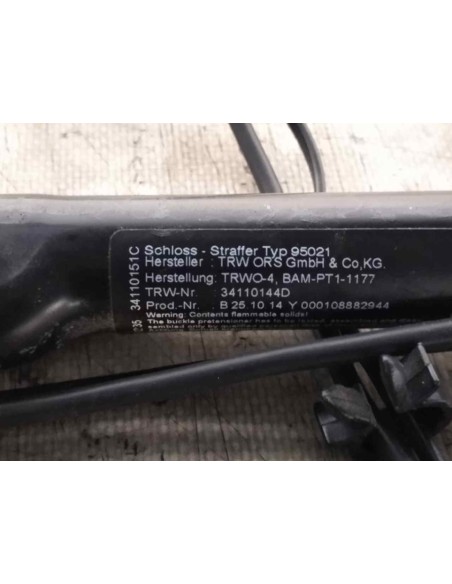 Schloss - Straffer Typ 95021
Hersteller : TRW ORS GmbH & Co,KG.
Herstellung: TRWO-4, BAM-PT1-1177
TRW-Nr. 34110144D
Prod.-Nr. B 25 10 14 Y 000108882944
Warning: Contents flammable solids!
The buckle pretensioner has to be
34110151C